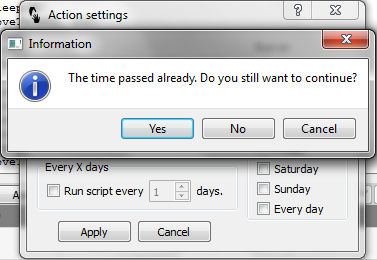 Action settings
Information
The time passed already. Do you still want to continue?
Yes No Cancel
Every X days
Run script every 1 days.
Saturday
Sunday
Every day
Apply Cancel